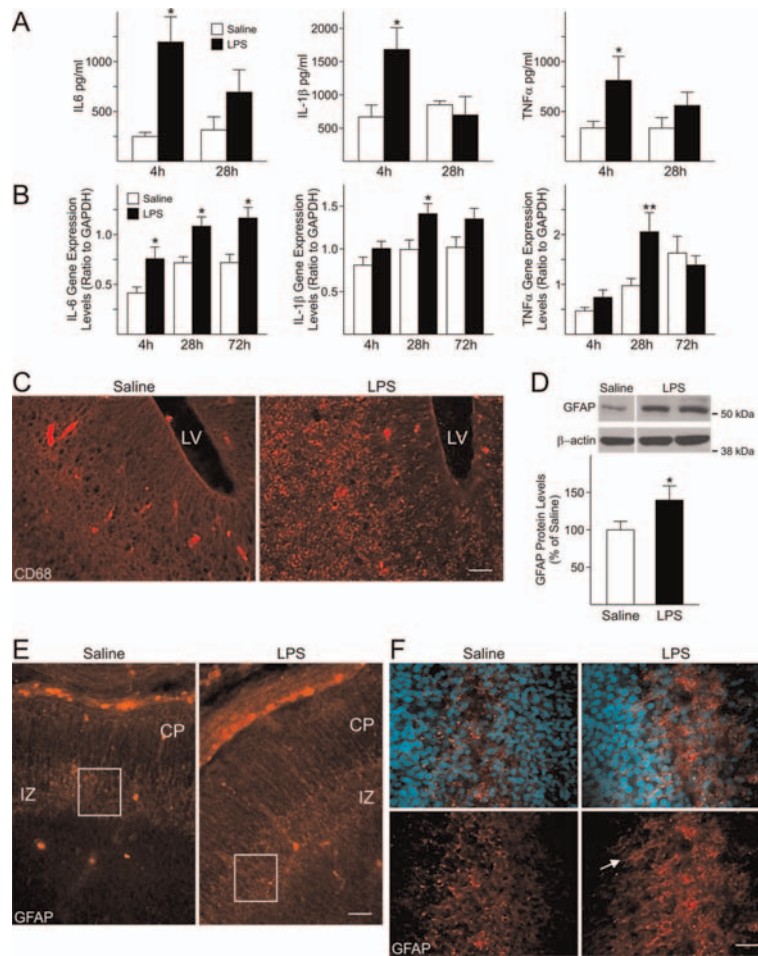 A
Saline
LPS
IL6 pg/ml
1000
500
*
4h
28h
IL-1β pg/ml
2000
1500
1000
500
*
4h
28h
TNFα pg/ml
1000
500
*
4h
28h
B
Saline
LPS
IL-6 Gene Expression
Levels (Ratio to GAPDH)
1.0
0.5
*
*
*
4h
28h
72h
IL-1β Gene Expression
Levels (Ratio to GAPDH)
1.5
1.0
0.5
*
4h
28h
72h
TNFα Gene Expression
Levels (Ratio to GAPDH)
2
1
**
4h
28h
72h
C
Saline
LPS
LV
LV
CD68
D
Saline
LPS
GFAP
50 kDa
β-actin
38 kDa
GFAP Protein Levels
(% of Saline)
150
100
50
*
Saline
LPS
E
Saline
LPS
CP
IZ
CP
IZ
GFAP
F
Saline
LPS
GFAP